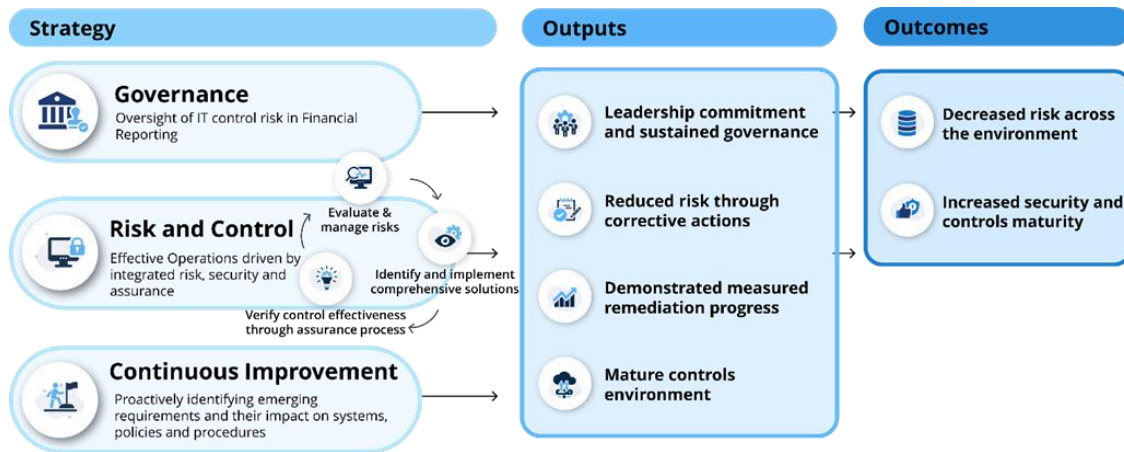 Strategy
Outputs
Outcomes
Governance
Oversight of IT control risk in Financial
Reporting
Risk and Control
Effective Operations driven by
integrated risk, security and
assurance
Evaluate &
manage risks
Identify and implement
comprehensive solutions
Verify control effectiveness
through assurance process
Continuous Improvement
Proactively identifying emerging
requirements and their impact on systems,
policies and procedures
Leadership commitment
and sustained governance
Reduced risk through
corrective actions
Demonstrated measured
remediation progress
Mature controls
environment
Decreased risk across
the environment
Increased security and
controls maturity